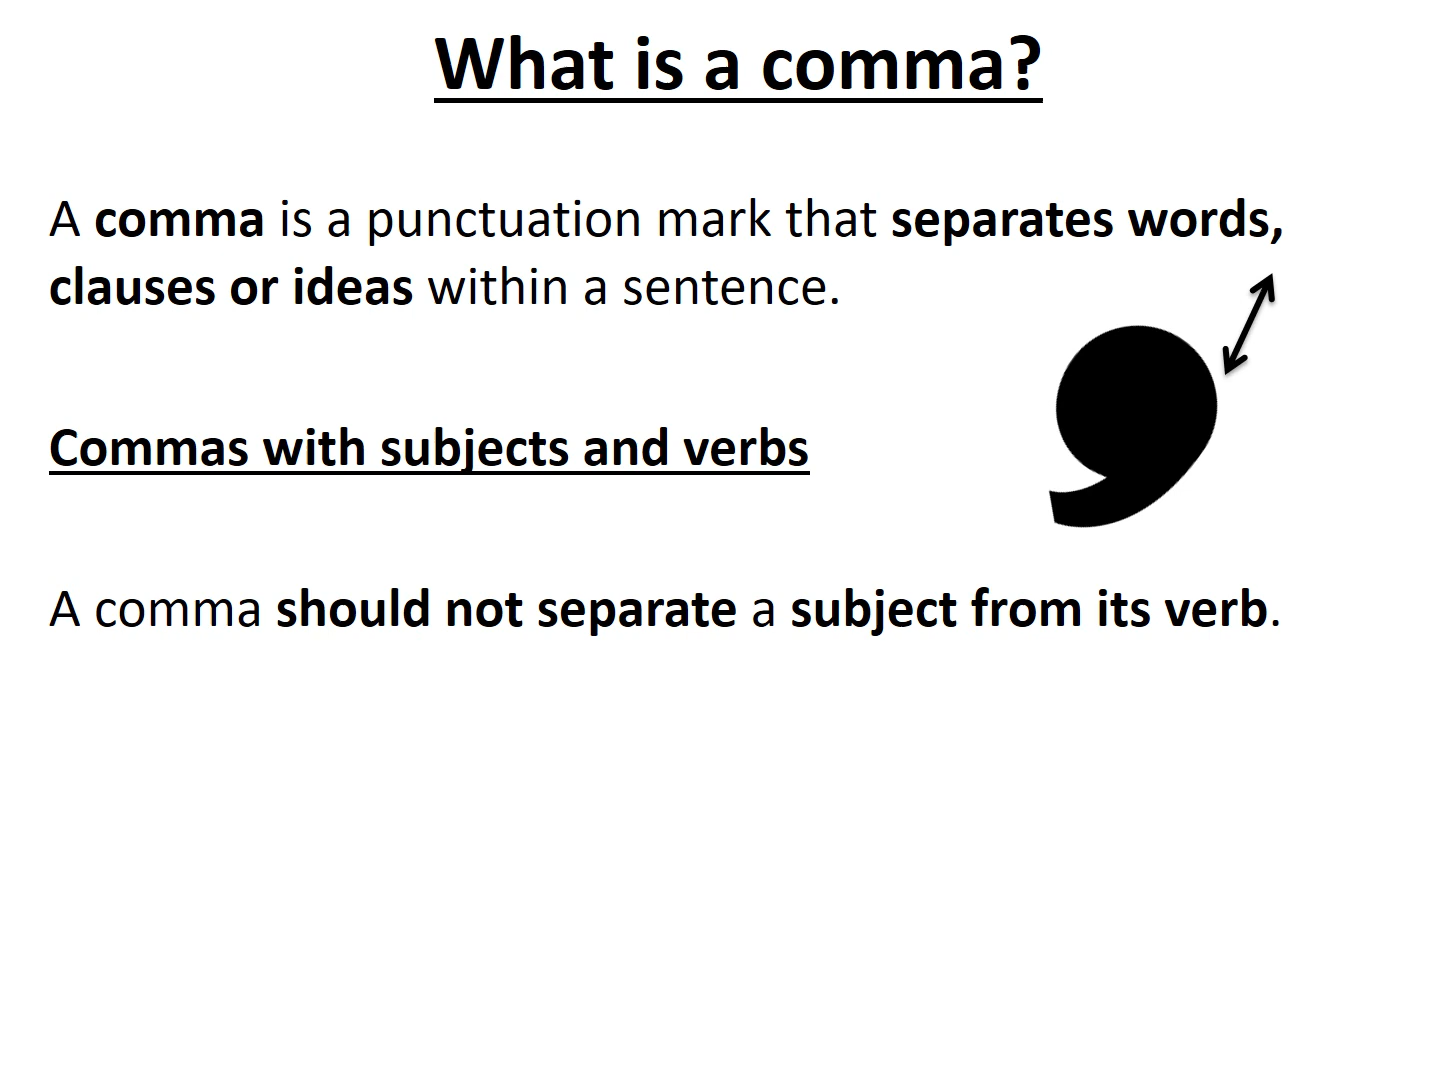 What is a comma?
A comma is a punctuation mark that separates words,
clauses or ideas within a sentence.
Commas with subjects and verbs
A comma should not separate a subject from its verb.